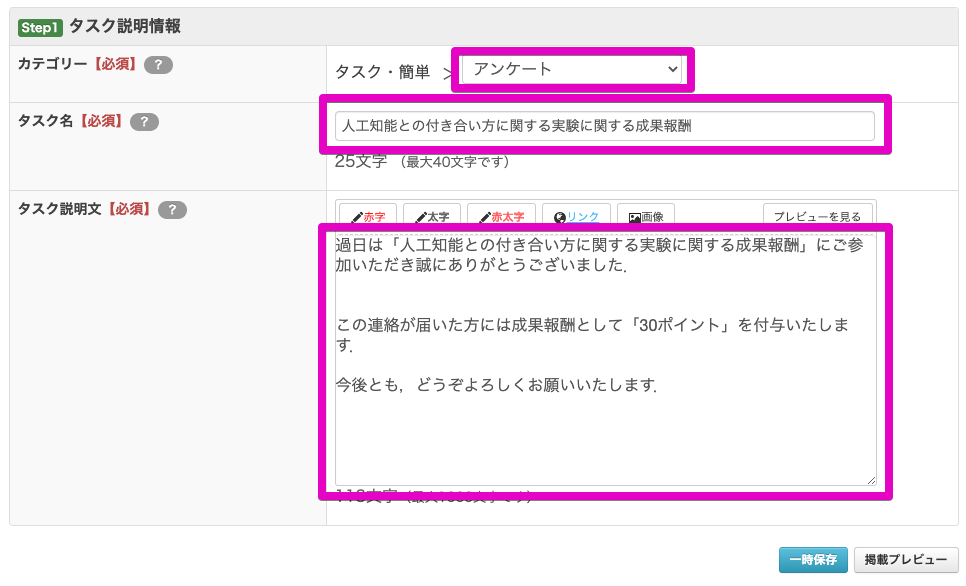 Step1 タスク説明情報
カテゴリー【必須】 ?
タスク・簡単 > アンケート
タスク名【必須】 ?
人工知能との付き合い方に関する実験に関する成果報酬
25文字 （最大40文字です）
タスク説明文【必須】 ?
赤字 太字 赤太字 リンク 画像 プレビューを見る
過日は「人工知能との付き合い方に関する実験に関する成果報酬」にご参
加いただき誠にありがとうございました．
この連絡が届いた方には成果報酬として「30ポイント」を付与いたしま
す．
今後とも，どうぞよろしくお願いいたします．
文字
一時保存 掲載プレビュー